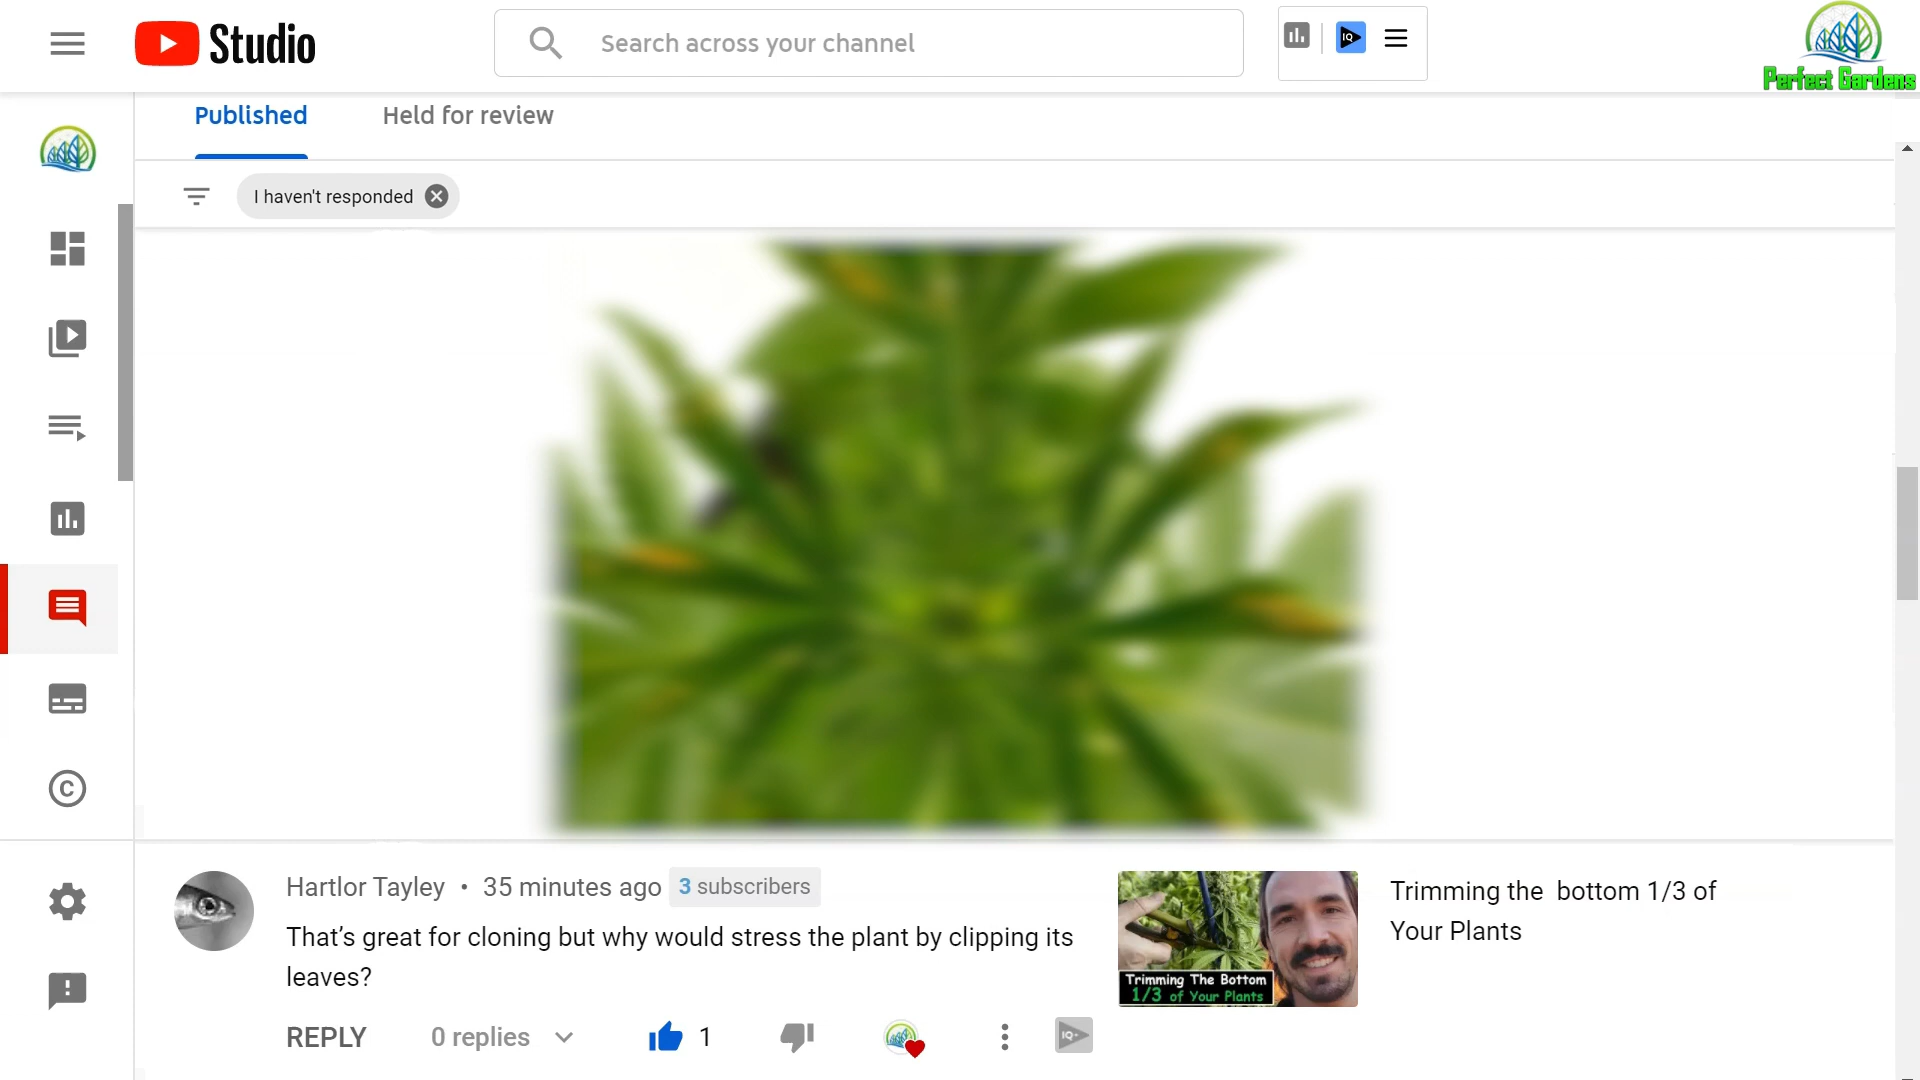 Studio
Search across your channel
IQ
Perfect Gardens
Published
Held for review
I haven't responded
Hartlor Tayley • 35 minutes ago 3 subscribers
That’s great for cloning but why would stress the plant by clipping its
leaves?
REPLY
0 replies
1
IQ
Trimming The Bottom
1/3 of Your Plants
Trimming the bottom 1/3 of
Your Plants